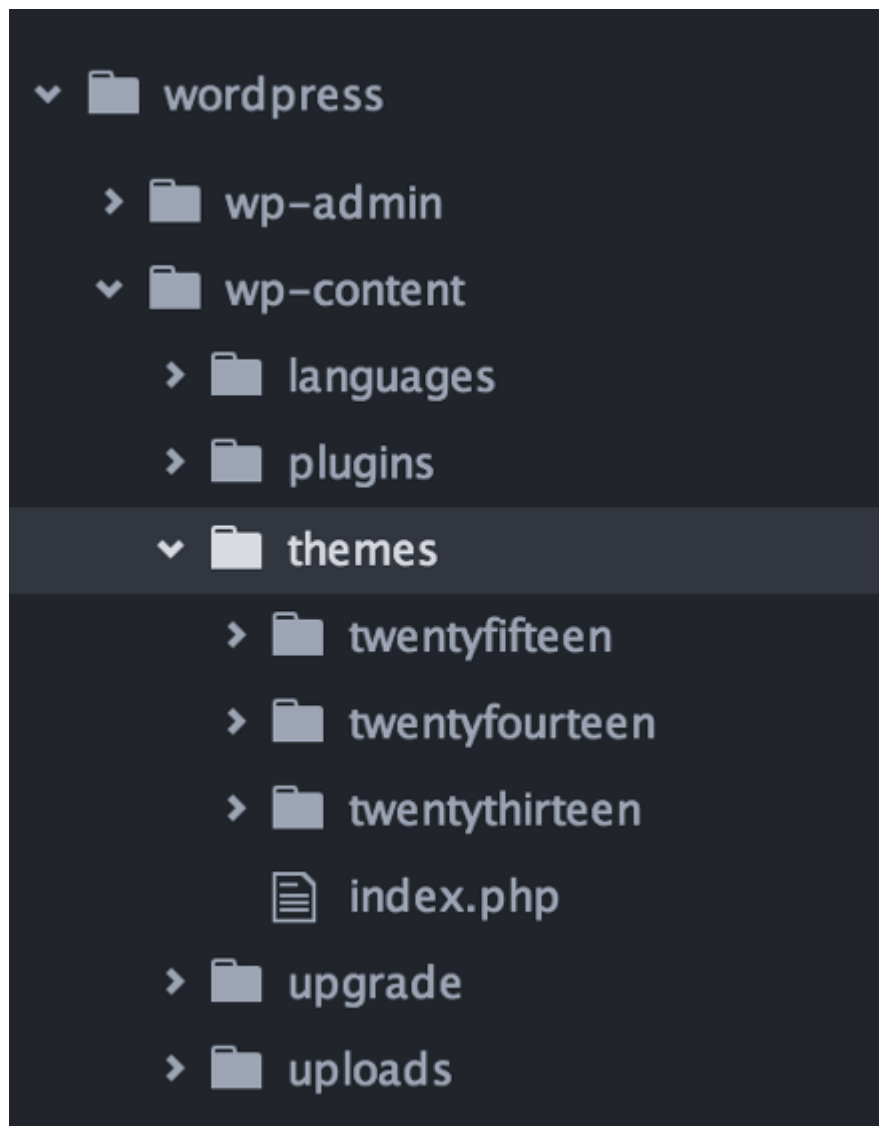 wordpress
wp-admin
wp-content
languages
plugins
themes
twentyfifteen
twentyfourteen
twentythirteen
index.php
upgrade
uploads